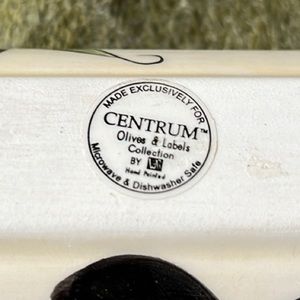 MADE EXCLUSIVELY FOR
CENTRUM™
Olives & Labels
Collection
BY
Hand Painted
Microwave & Dishwasher Safe